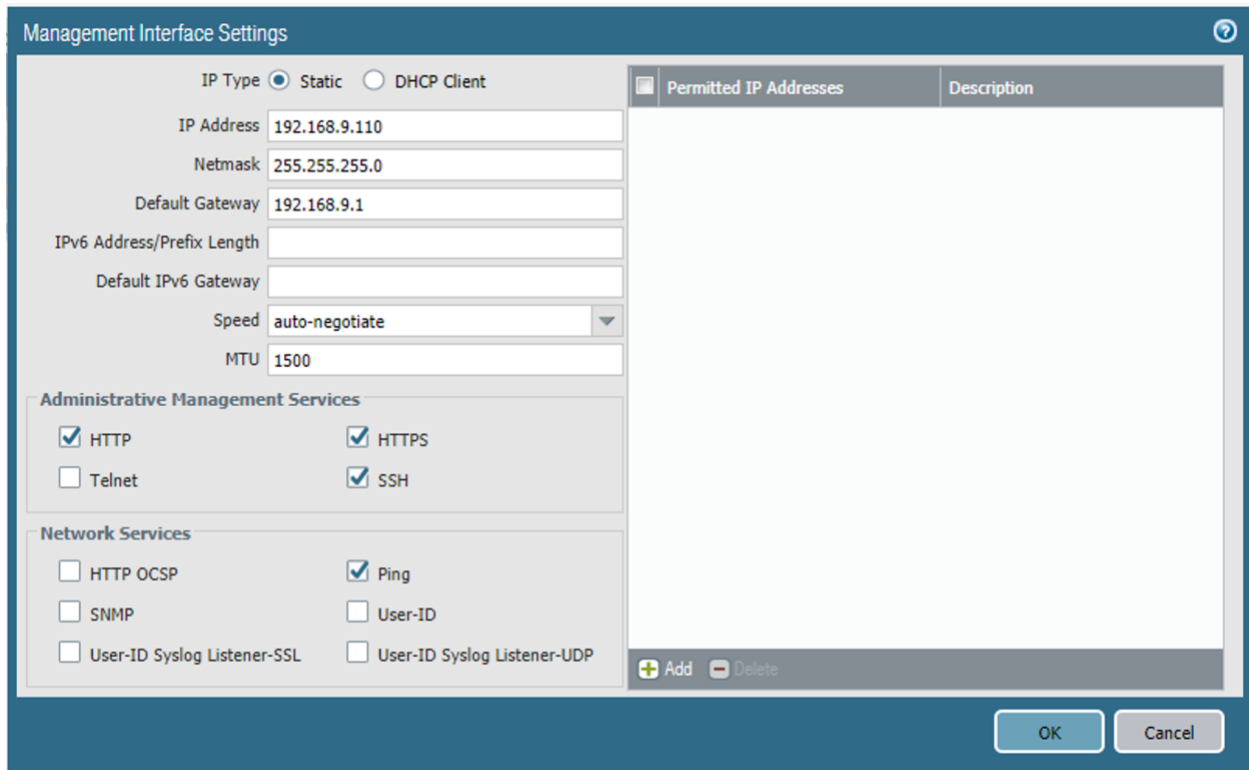 Management Interface Settings
IP Type Static DHCP Client
IP Address 192.168.9.110
Netmask 255.255.255.0
Default Gateway 192.168.9.1
IPv6 Address/Prefix Length
Default IPv6 Gateway
Speed auto-negotiate
MTU 1500
Administrative Management Services
HTTP HTTPS
Telnet SSH
Network Services
HTTP OCSP Ping
SNMP User-ID
User-ID Syslog Listener-SSL User-ID Syslog Listener-UDP
Permitted IP Addresses Description
Add Delete
OK Cancel